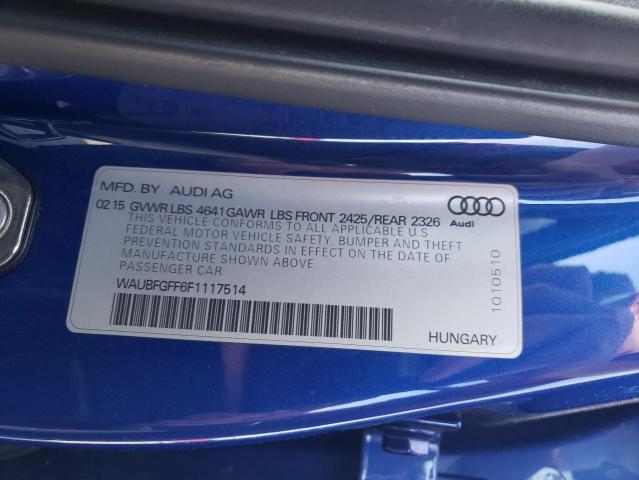 MFD. BY AUDI AG
02 15 GVWR LBS 4641 GAWR LBS FRONT 2425/REAR 2326
THIS VEHICLE CONFORMS TO ALL APPLICABLE U S
FEDERAL MOTOR VEHICLE SAFETY, BUMPER AND THEFT
PREVENTION STANDARDS IN EFFECT ON THE DATE OF
MANUFACTURE SHOWN ABOVE
PASSENGER CAR
WAUBFGFF6F1117514
Audi
1010510
HUNGARY